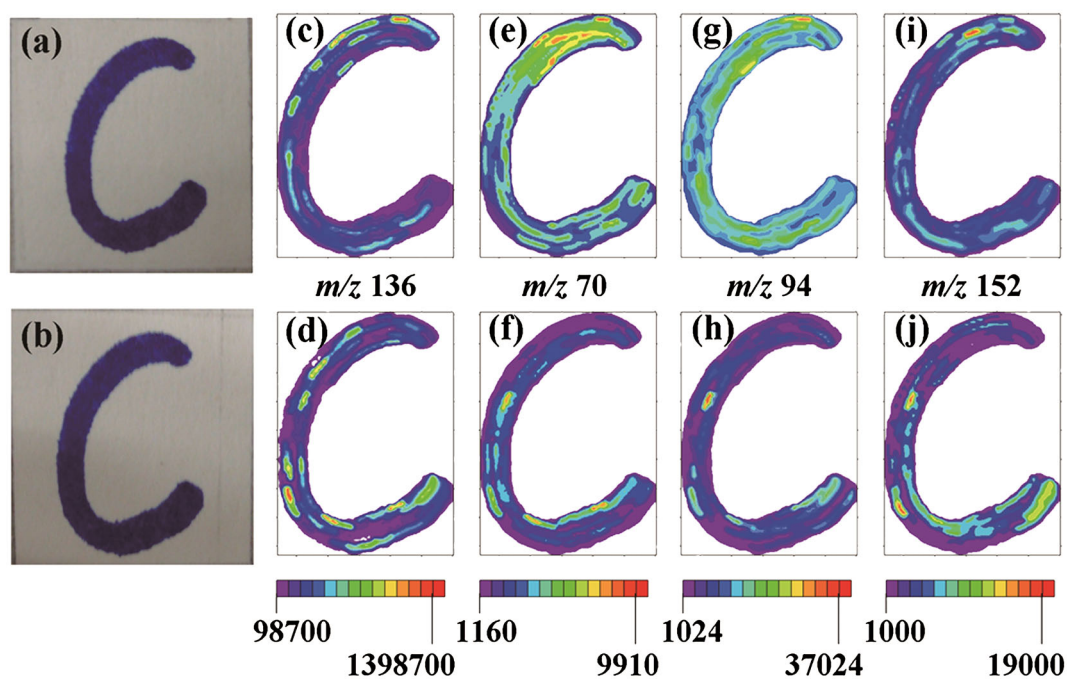 (a) (c) (e) (g) (i)
m/z 136 m/z 70 m/z 94 m/z 152
(b) (d) (f) (h) (j)
98700 1160 1024 1000
1398700 9910 37024 19000